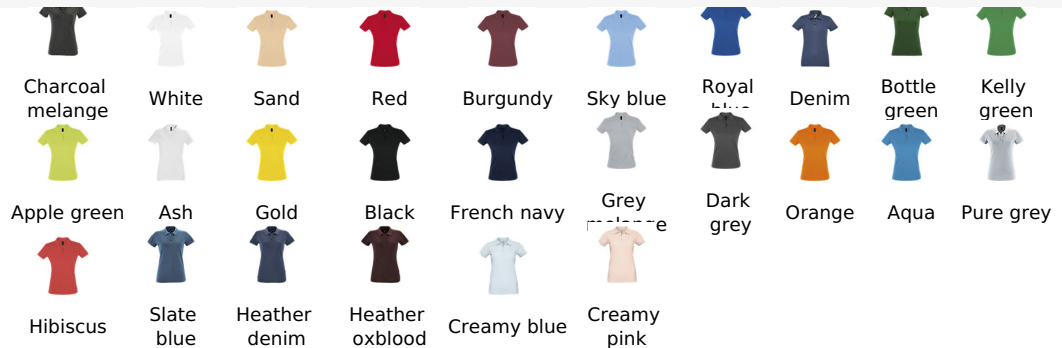 Charcoal melange
White
Sand
Red
Burgundy
Sky blue
Royal blue
Denim
Bottle green
Kelly green
Apple green
Ash
Gold
Black
French navy
Grey melange
Dark grey
Orange
Aqua
Pure grey
Hibiscus
Slate blue
Heather denim
Heather oxblood
Creamy blue
Creamy pink